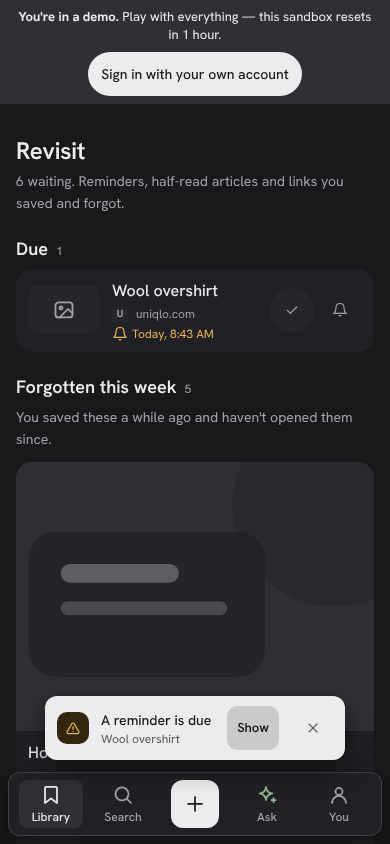 You're in a demo. Play with everything — this sandbox resets
in 1 hour.
Sign in with your own account
Revisit
6 waiting. Reminders, half-read articles and links you
saved and forgot.
Due 1
Wool overshirt
U uniqlo.com
Today, 8:43 AM
Forgotten this week 5
You saved these a while ago and haven't opened them
since.
A reminder is due
Wool overshirt
Show
Library
Search
Ask
You